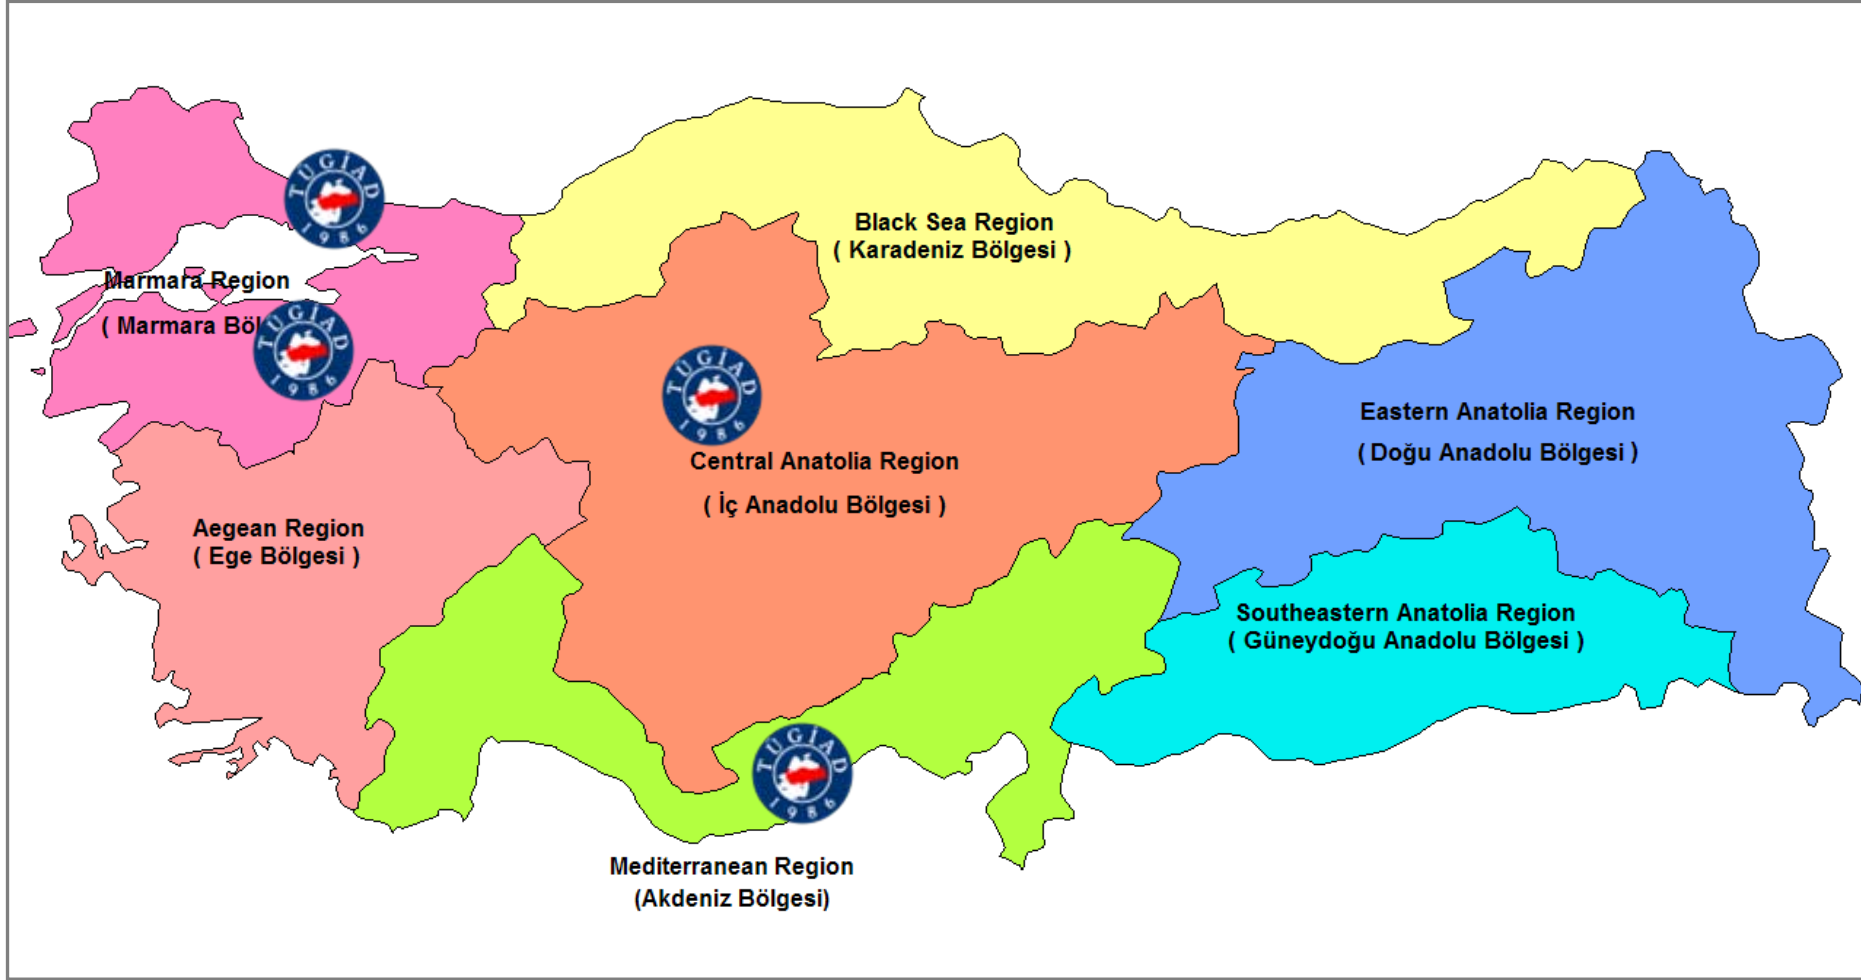 TÜGİAD
1986
Black Sea Region
( Karadeniz Bölgesi )
Marmara Region
( Marmara Böl
TÜGİAD
1986
TÜGİAD
1986
Eastern Anatolia Region
( Doğu Anadolu Bölgesi )
Central Anatolia Region
( İç Anadolu Bölgesi )
Aegean Region
( Ege Bölgesi )
Southeastern Anatolia Region
( Güneydoğu Anadolu Bölgesi )
TÜGİAD
1986
Mediterranean Region
(Akdeniz Bölgesi)